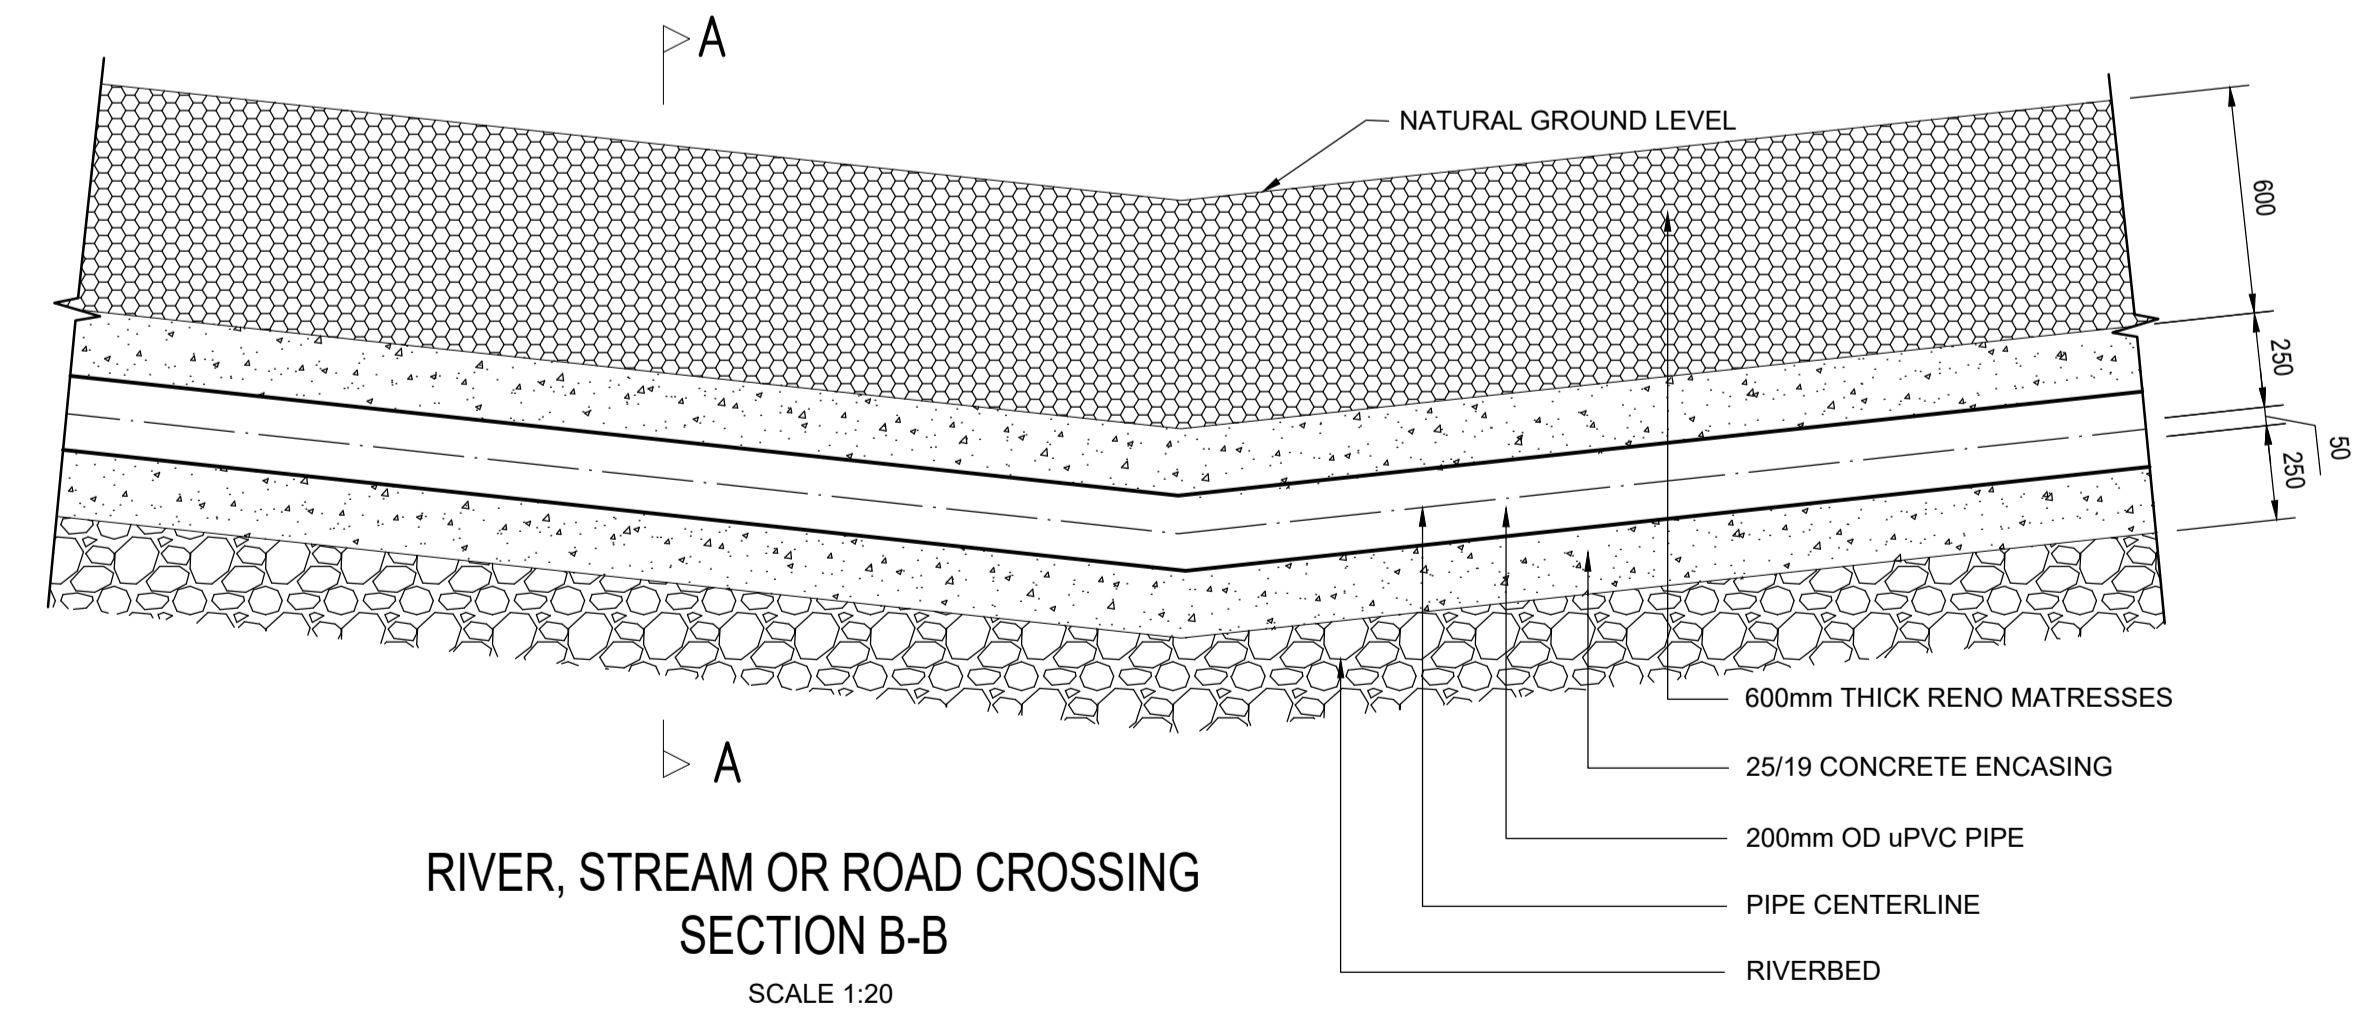 A
NATURAL GROUND LEVEL
600
250
50
250
600mm THICK RENO MATRESSES
A
25/19 CONCRETE ENCASING
200mm OD uPVC PIPE
PIPE CENTERLINE
RIVERBED
RIVER, STREAM OR ROAD CROSSING
SECTION B-B
SCALE 1:20